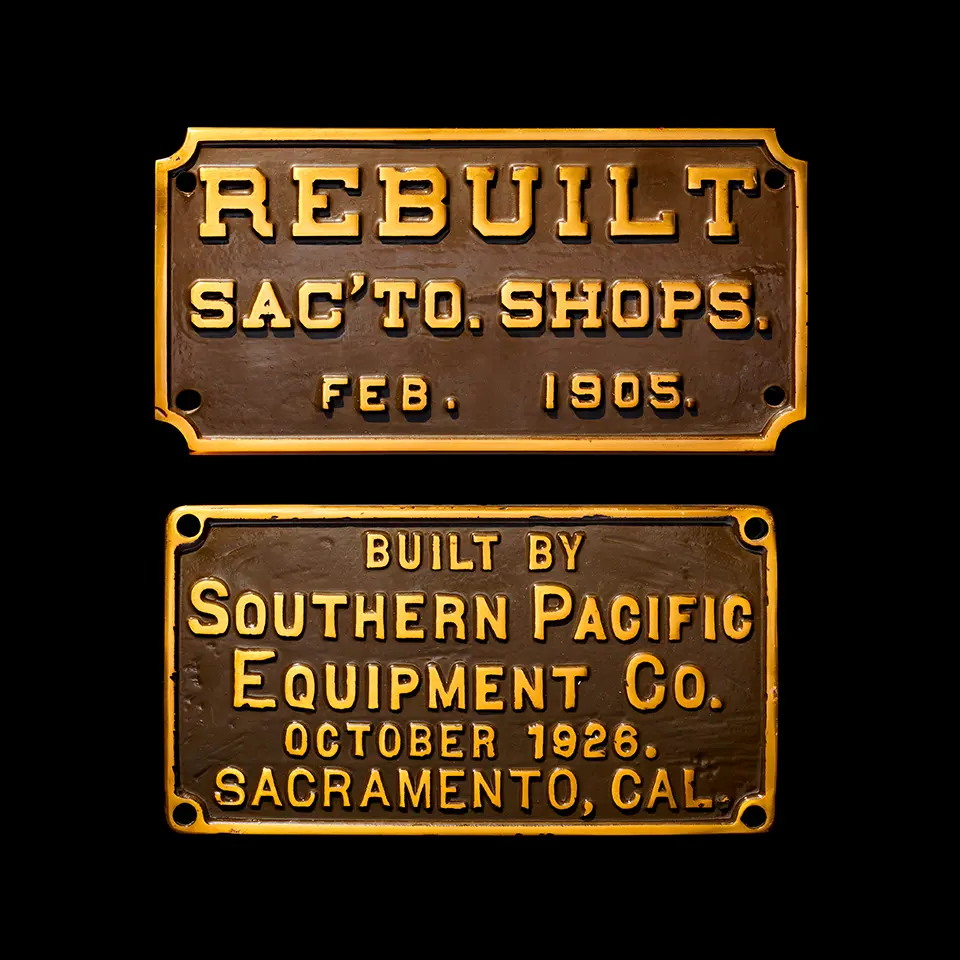 REBUILT
SAC'TO. SHOPS.
FEB. 1905.
BUILT BY
SOUTHERN PACIFIC
EQUIPMENT CO.
OCTOBER 1926.
SACRAMENTO, CAL.